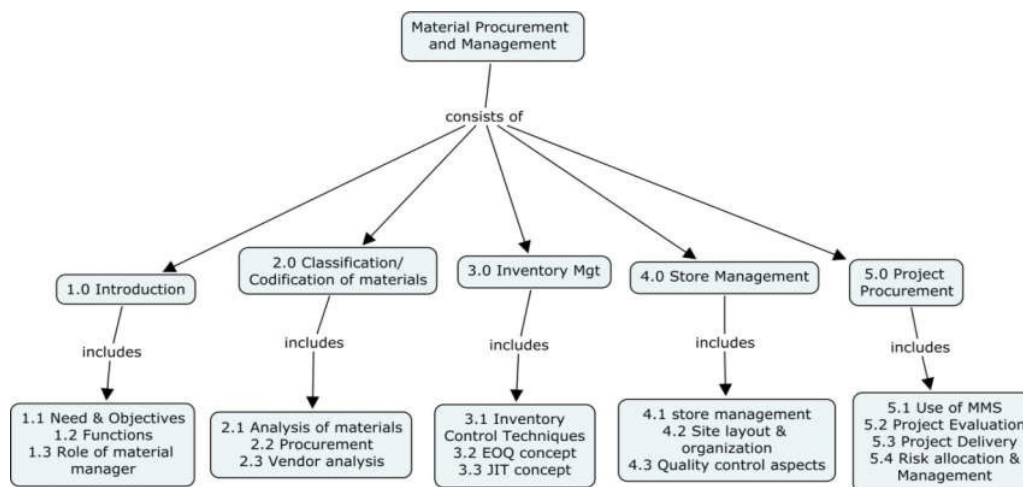 Material Procurement
and Management
consists of
1.0 Introduction
2.0 Classification/
Codification of materials
3.0 Inventory Mgt
4.0 Store Management
5.0 Project
Procurement
includes
includes
includes
includes
includes
1.1 Need & Objectives
1.2 Functions
1.3 Role of material
manager
2.1 Analysis of materials
2.2 Procurement
2.3 Vendor analysis
3.1 Inventory
Control Techniques
3.2 EOQ concept
3.3 JIT concept
4.1 store management
4.2 Site layout &
organization
4.3 Quality control aspects
5.1 Use of MMS
5.2 Project Evaluation
5.3 Project Delivery
5.4 Risk allocation &
Management